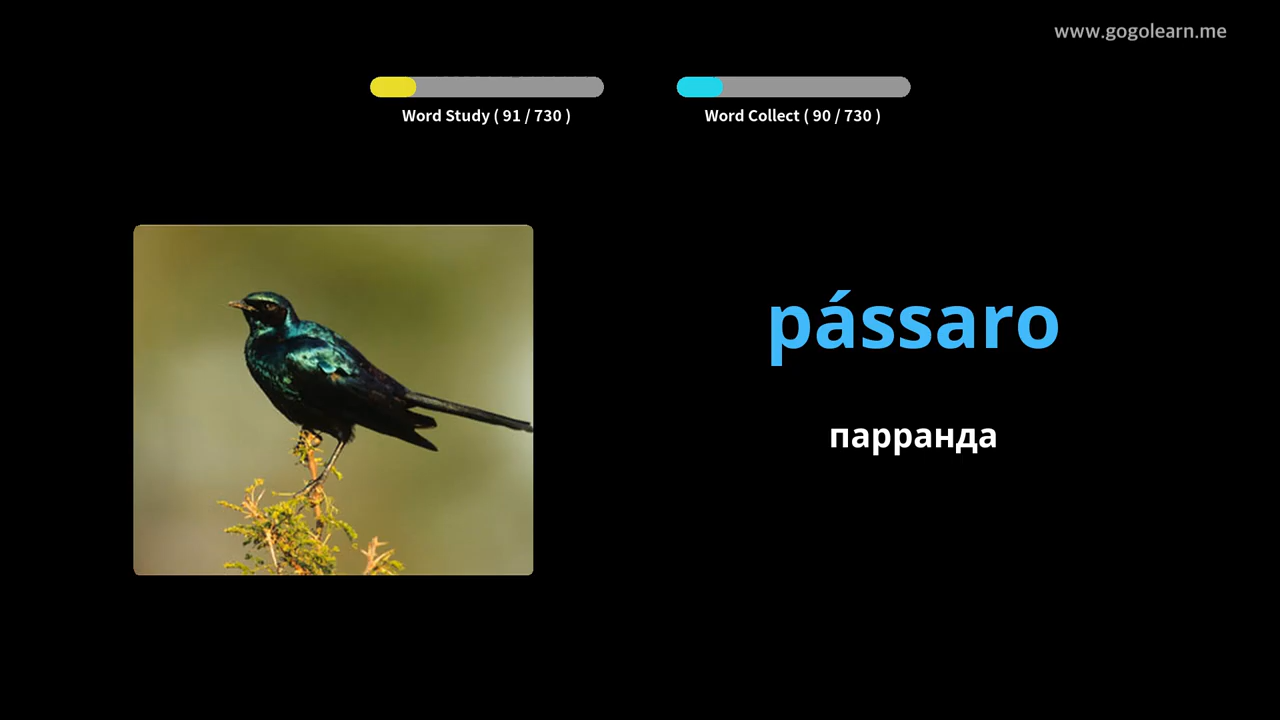 www.gogolearn.me
Word Study ( 91 / 730 )
Word Collect ( 90 / 730 )
pássaro
парранда